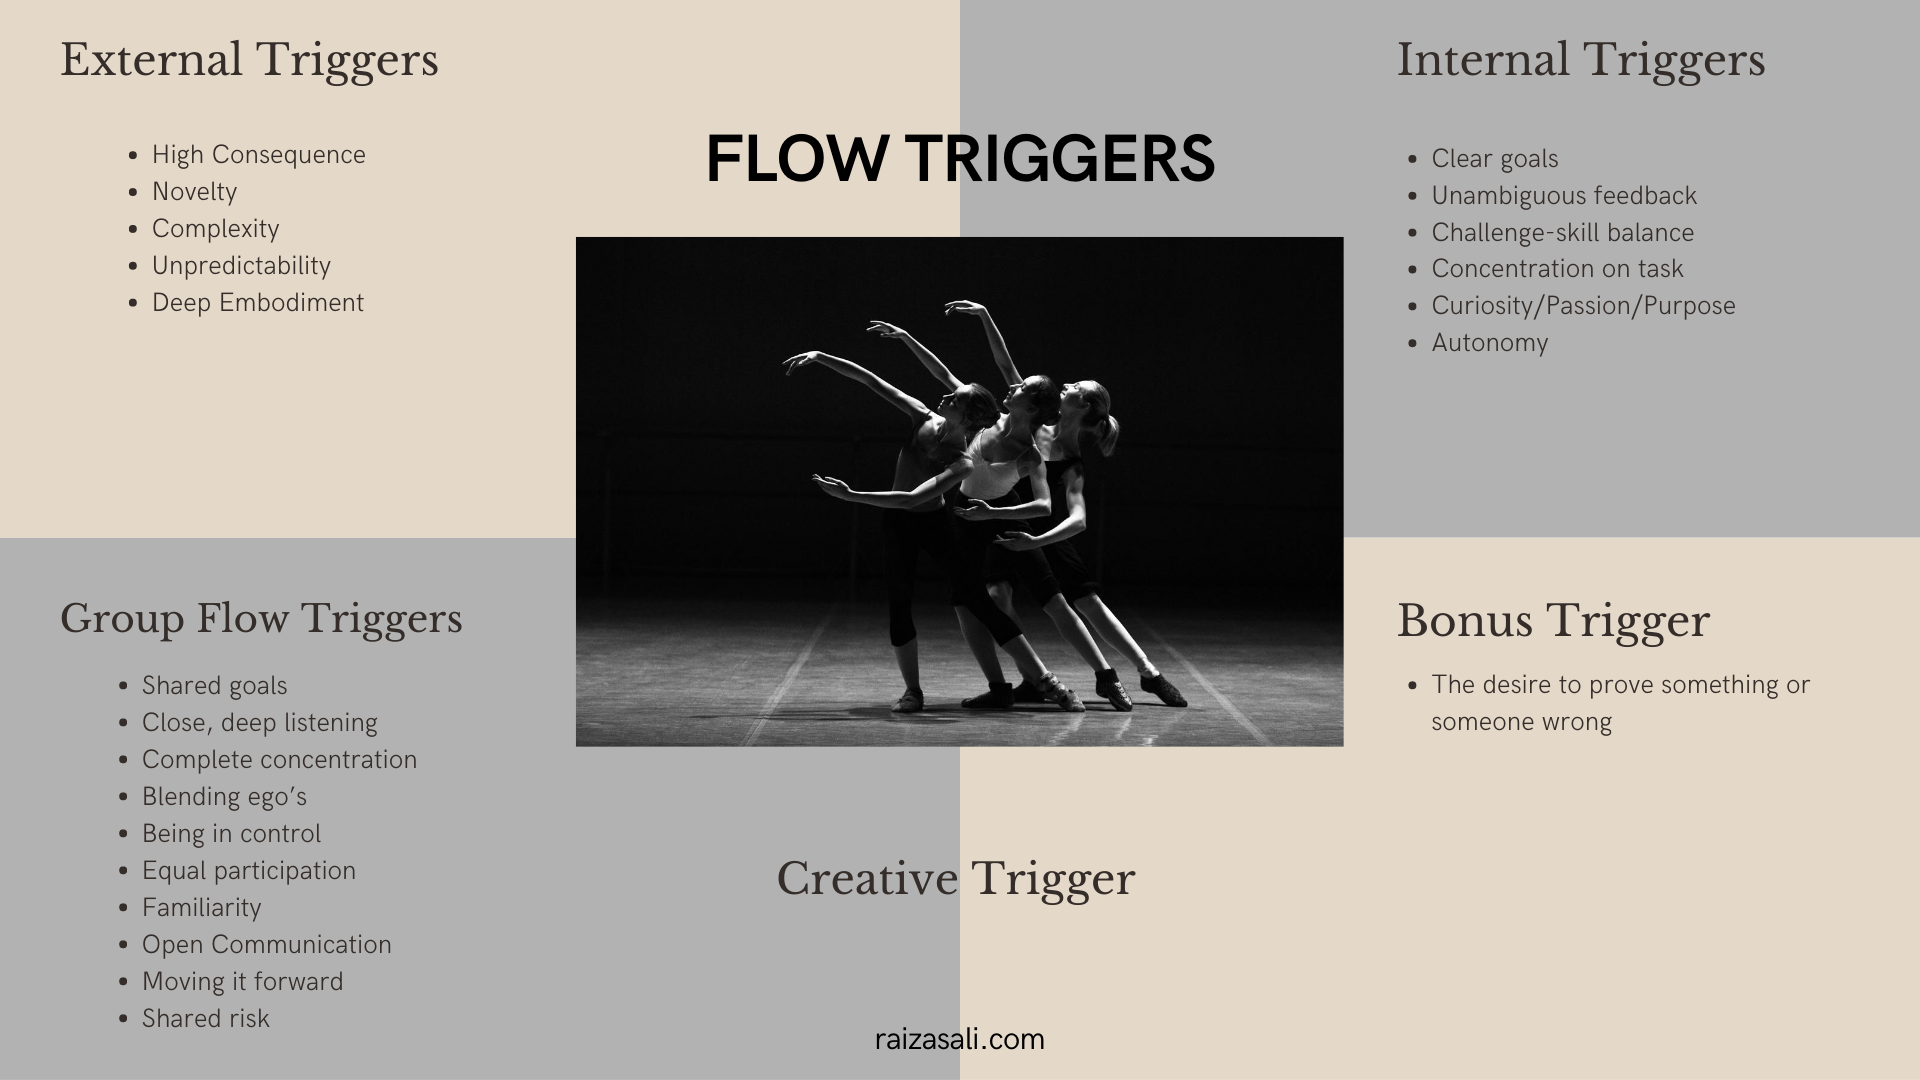 External Triggers
High Consequence
Novelty
Complexity
Unpredictability
Deep Embodiment
FLOW TRIGGERS
Internal Triggers
Clear goals
Unambiguous feedback
Challenge-skill balance
Concentration on task
Curiosity/Passion/Purpose
Autonomy
Group Flow Triggers
Shared goals
Close, deep listening
Complete concentration
Blending ego’s
Being in control
Equal participation
Familiarity
Open Communication
Moving it forward
Shared risk
Bonus Trigger
The desire to prove something or
someone wrong
Creative Trigger
raizasali.com